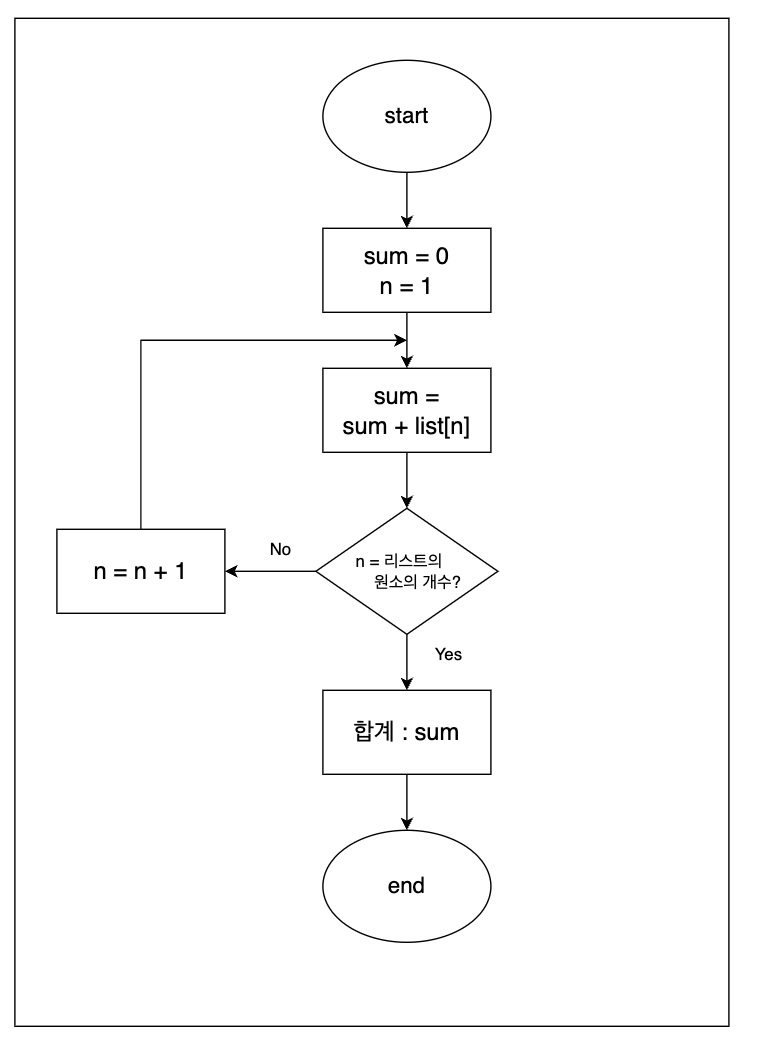 start
sum = 0
n = 1
sum =
sum + list[n]
n = 리스트의
원소의 개수?
No
n = n + 1
Yes
합계 : sum
end